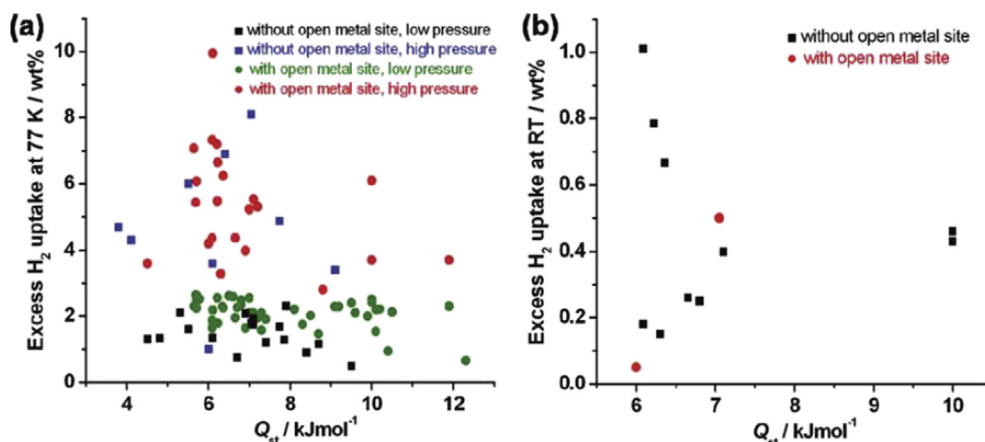 (a)
without open metal site, low pressure
without open metal site, high pressure
with open metal site, low pressure
with open metal site, high pressure
Excess H₂ uptake at 77 K / wt%
10
8
6
4
2
0
4 6 8 10 12
Qst / kJmol⁻¹
(b)
without open metal site
with open metal site
Excess H₂ uptake at RT / wt%
1.0
0.8
0.6
0.4
0.2
0.0
6 7 8 9 10
Qst / kJmol⁻¹